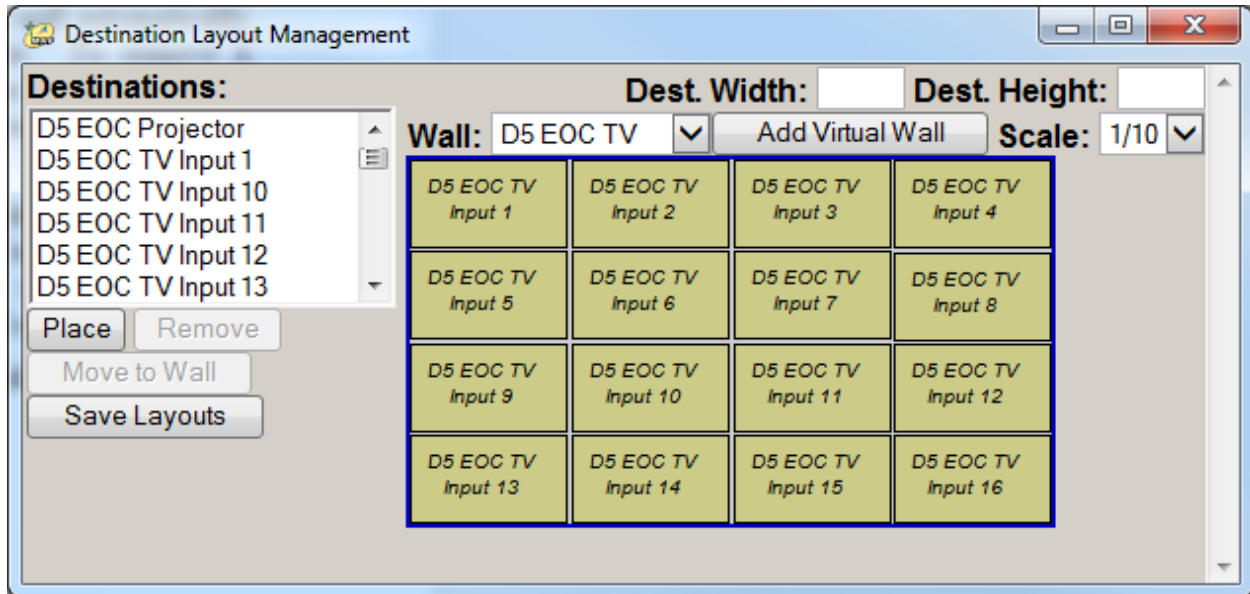 Destination Layout Management
Destinations:
Dest. Width:
Dest. Height:
D5 EOC Projector
D5 EOC TV Input 1
D5 EOC TV Input 10
D5 EOC TV Input 11
D5 EOC TV Input 12
D5 EOC TV Input 13
Place
Remove
Move to Wall
Save Layouts
Wall: D5 EOC TV
Add Virtual Wall
Scale: 1/10
D5 EOC TV
Input 1
D5 EOC TV
Input 2
D5 EOC TV
Input 3
D5 EOC TV
Input 4
D5 EOC TV
Input 5
D5 EOC TV
Input 6
D5 EOC TV
Input 7
D5 EOC TV
Input 8
D5 EOC TV
Input 9
D5 EOC TV
Input 10
D5 EOC TV
Input 11
D5 EOC TV
Input 12
D5 EOC TV
Input 13
D5 EOC TV
Input 14
D5 EOC TV
Input 15
D5 EOC TV
Input 16